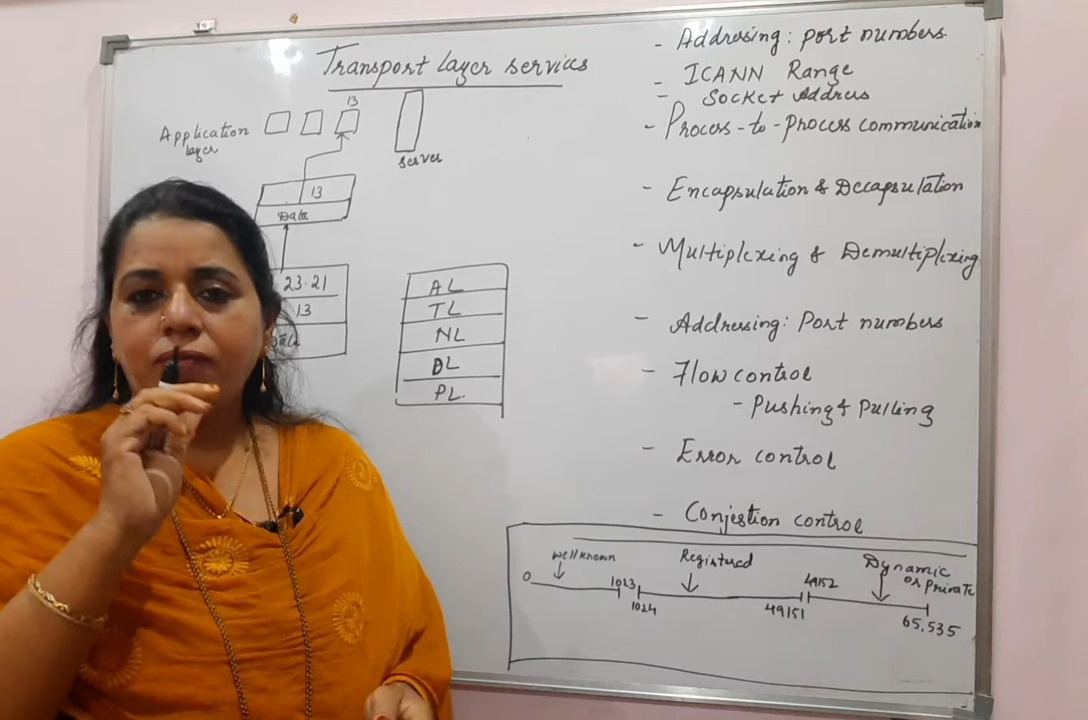 Transport layer services
13
Application
layer
server
13
Data
23.21
13
AL
TL
NL
DL
PL.
- Addressing: port numbers.
- ICANN Range
- Socket Address
- Process-to-Process communication
- Encapsulation & Decapsulation
- Multiplexing & Demultiplexing
- Addressing: Port numbers
- Flow control
- Pushing & Pulling
- Error control
- Conjestion control
0
well known
1023
1024
Registered
49151
49152
Dynamic
or Private
65,535